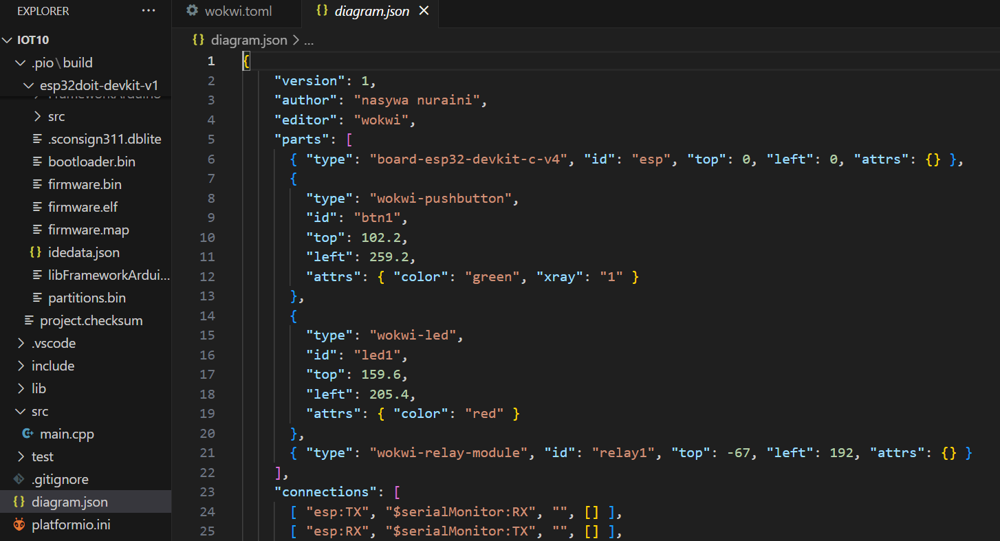 EXPLORER ...
IOT10
.pio\build
esp32doit-devkit-v1
src
.sconsign311.dblite
bootloader.bin
firmware.bin
firmware.elf
firmware.map
{} idedata.json
libFrameworkArdui...
partitions.bin
project.checksum
.vscode
include
lib
src
main.cpp
test
.gitignore
{} diagram.json
platformio.ini
wokwi.toml
{} diagram.json
{} diagram.json > ...
1 {
2 "version": 1,
3 "author": "nasywa nuraini",
4 "editor": "wokwi",
5 "parts": [
6 { "type": "board-esp32-devkit-c-v4", "id": "esp", "top": 0, "left": 0, "attrs": {} },
7 {
8 "type": "wokwi-pushbutton",
9 "id": "btn1",
10 "top": 102.2,
11 "left": 259.2,
12 "attrs": { "color": "green", "xray": "1" }
13 },
14 {
15 "type": "wokwi-led",
16 "id": "led1",
17 "top": 159.6,
18 "left": 205.4,
19 "attrs": { "color": "red" }
20 },
21 { "type": "wokwi-relay-module", "id": "relay1", "top": -67, "left": 192, "attrs": {} }
22 ],
23 "connections": [
24 [ "esp:TX", "$serialMonitor:RX", "", [] ],
25 [ "esp:RX", "$serialMonitor:TX", "", [] ],